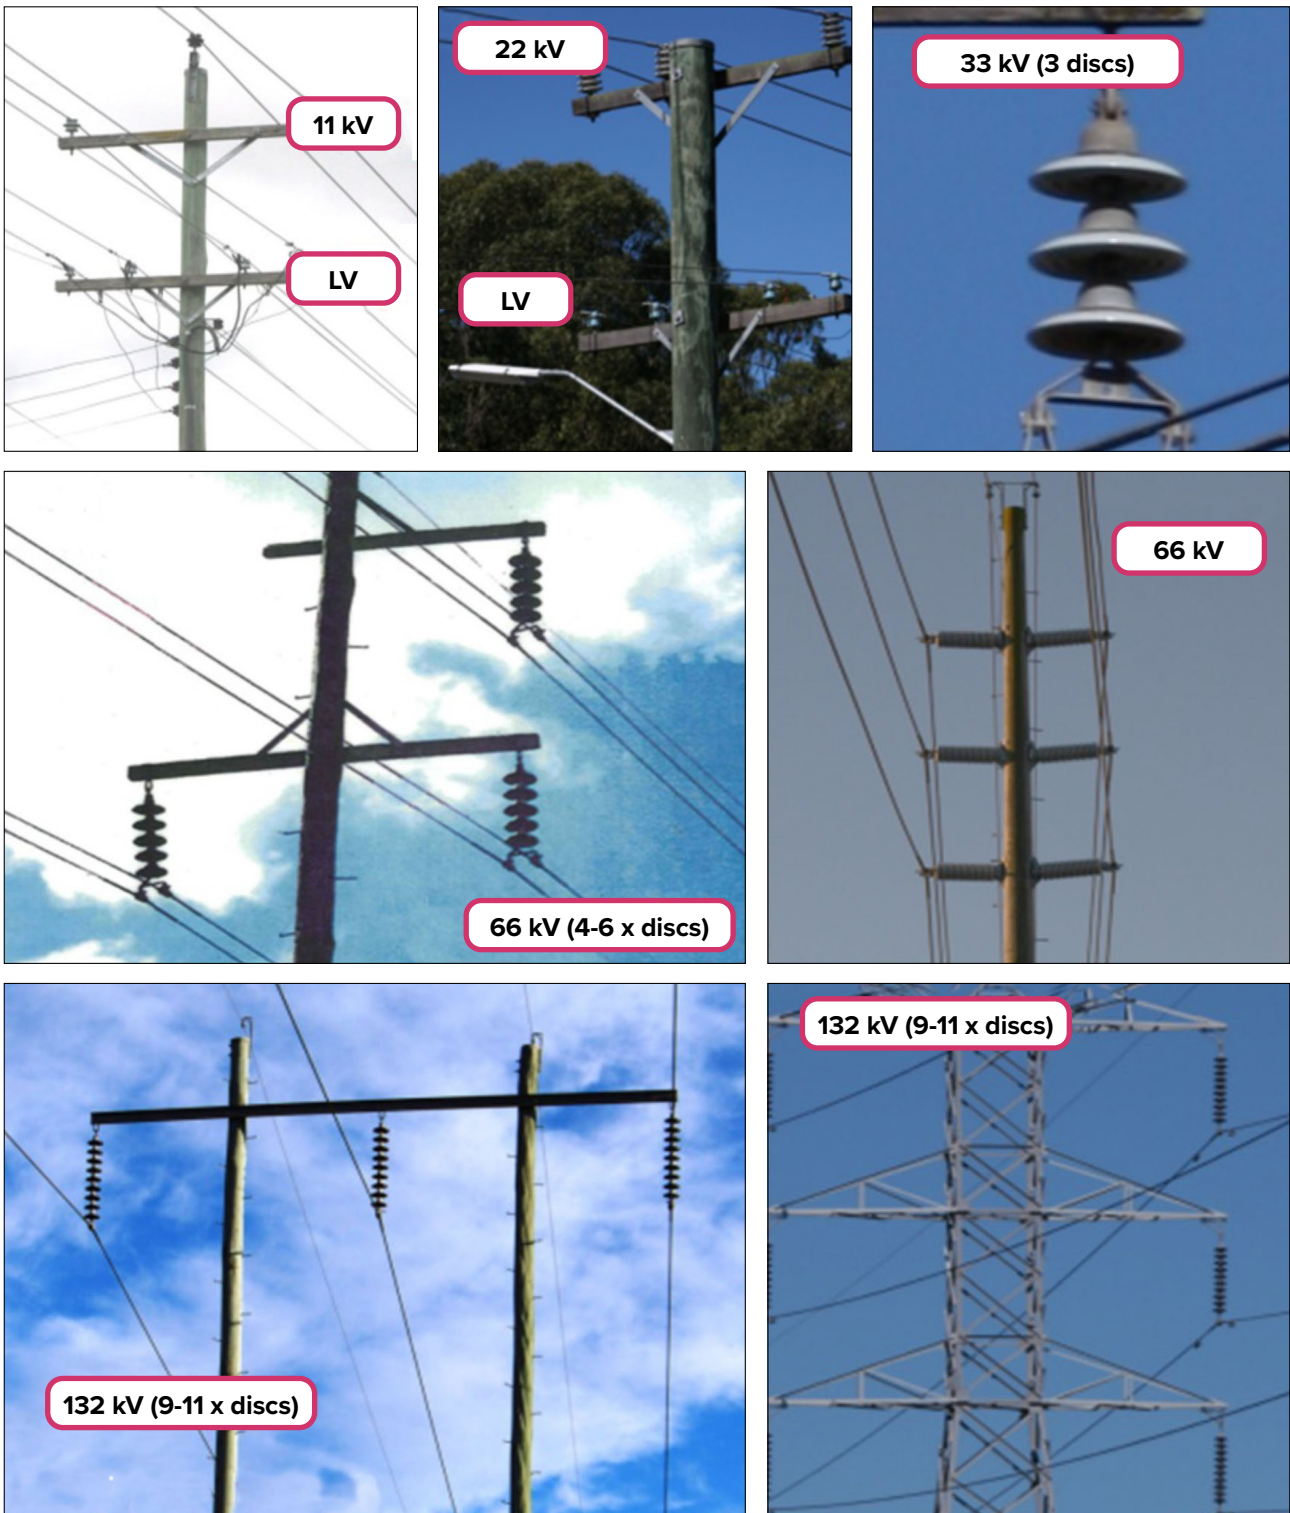 11 kV
LV
22 kV
LV
33 kV (3 discs)
66 kV (4-6 x discs)
66 kV
132 kV (9-11 x discs)
132 kV (9-11 x discs)